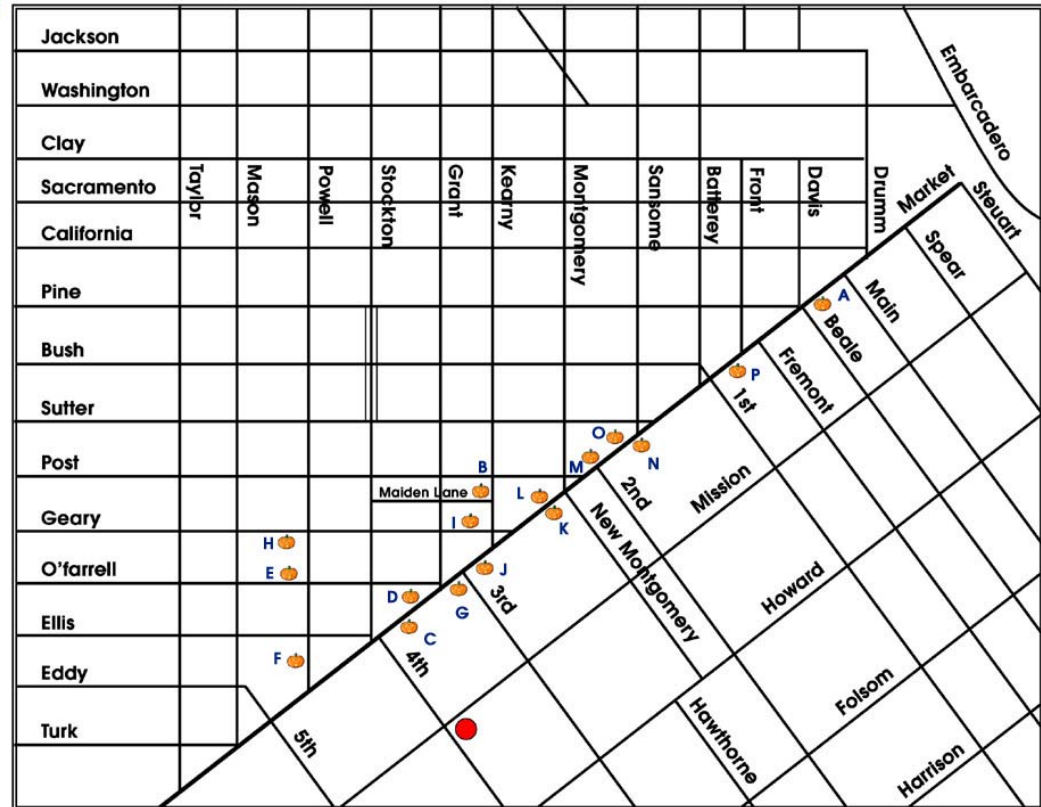 Jackson
Washington
Clay
Sacramento
California
Pine
Bush
Sutter
Post
Geary
O'farrell
Ellis
Eddy
Turk
Taylor
Mason
Powell
Stockton
Grant
Kearny
Montgomery
Sansome
Batterey
Front
Davis
Drumm
Market
Steuart
Embarcadero
Spear
Main
Beale
Fremont
1st
2nd
New Montgomery
3rd
4th
5th
Hawthorne
Mission
Howard
Folsom
Harrison
Maiden Lane
A
P
O
N
M
B
L
K
I
H
E
J
G
D
C
F